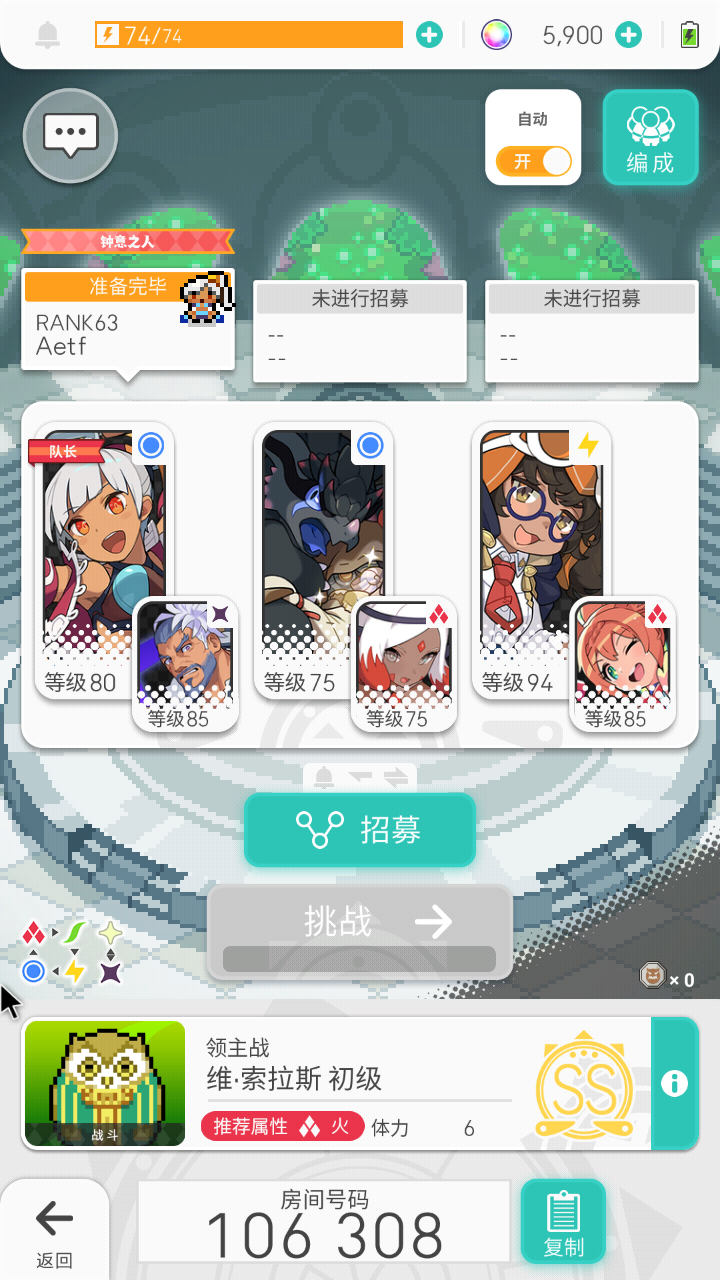 74/74
5,900
自动
开
编成
钟意之人
准备完毕
RANK63
Aetf
未进行招募
--
--
未进行招募
--
--
队长
等级80
等级85
等级75
等级75
等级94
等级85
招募
挑战
× 0
领主战
维·索拉斯 初级
推荐属性 火 体力 6
战斗
SS
房间号码
106 308
返回
复制